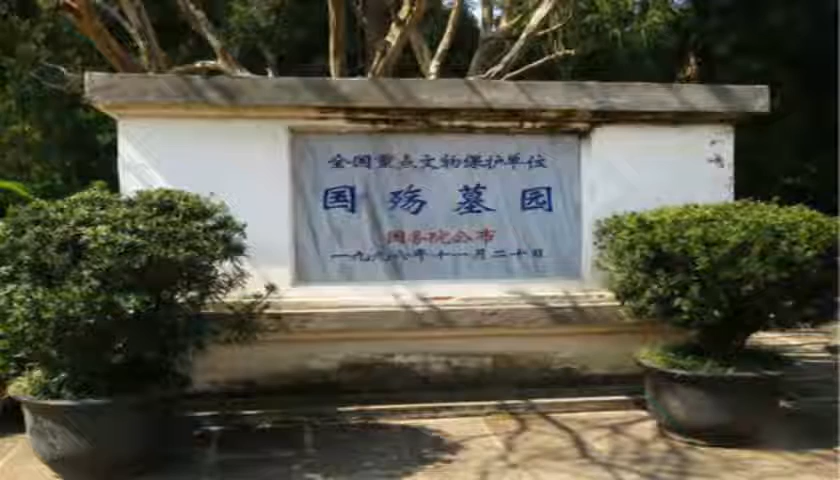 全国重点文物保护单位
国殇墓园
国务院公布
一九九六年十一月二十日